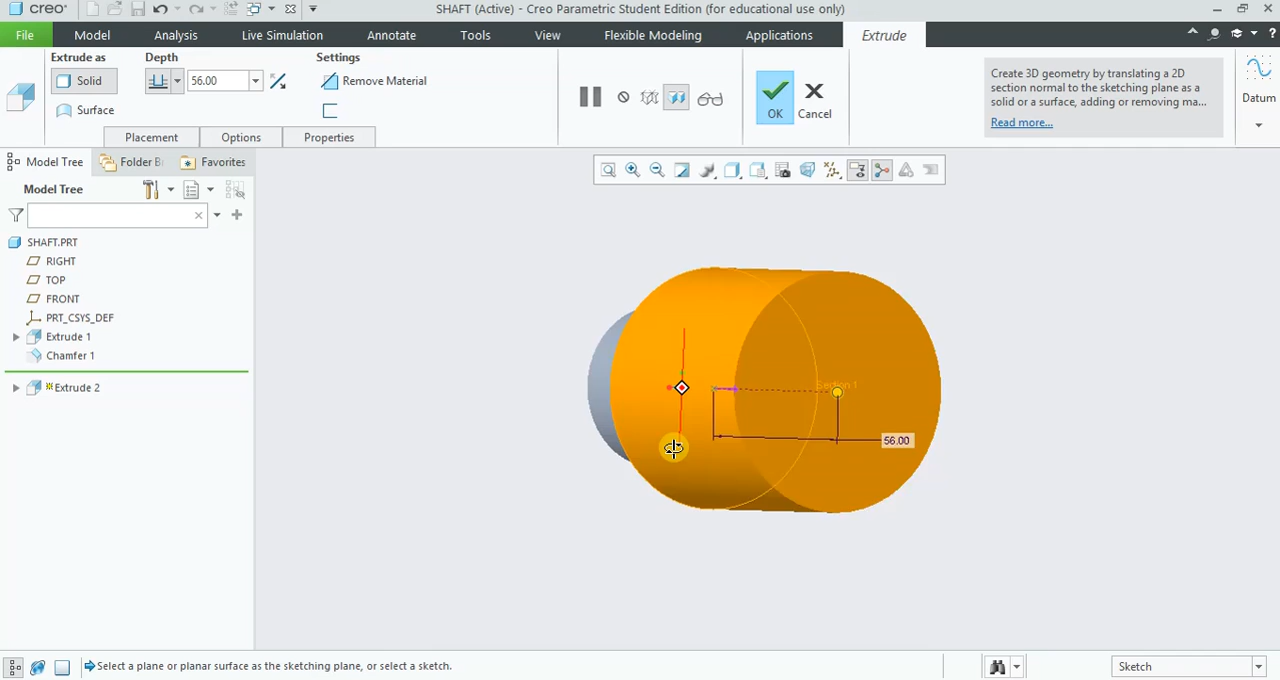 creo®
SHAFT (Active) - Creo Parametric Student Edition (for educational use only)
File Model Analysis Live Simulation Annotate Tools View Flexible Modeling Applications Extrude
Extrude as Depth Settings
Solid 56.00 Remove Material
Surface
OK Cancel
Create 3D geometry by translating a 2D
section normal to the sketching plane as a
solid or a surface, adding or removing ma...
Read more...
Datum
Placement Options Properties
Model Tree Folder B Favorites
Model Tree
SHAFT.PRT
RIGHT
TOP
FRONT
PRT_CSYS_DEF
Extrude 1
Chamfer 1
Extrude 2
Section 1
56.00
Select a plane or planar surface as the sketching plane, or select a sketch.
Sketch